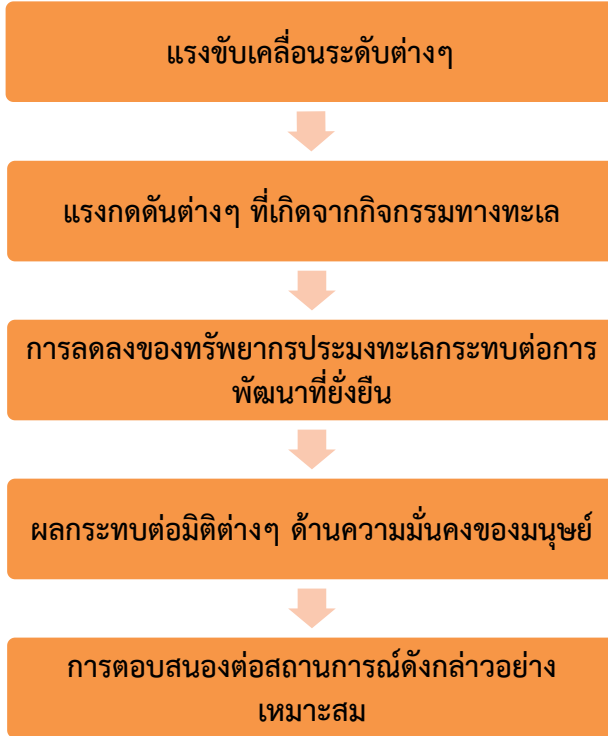 แรงขับเคลื่อนระดับต่างๆ
แรงกดดันต่างๆ ที่เกิดจากกิจกรรมทางทะเล
การลดลงของทรัพยากรประมงทะเลกระทบต่อการ
พัฒนาที่ยั่งยืน
ผลกระทบต่อมิติต่างๆ ด้านความมั่นคงของมนุษย์
การตอบสนองต่อสถานการณ์ดังกล่าวอย่าง
เหมาะสม